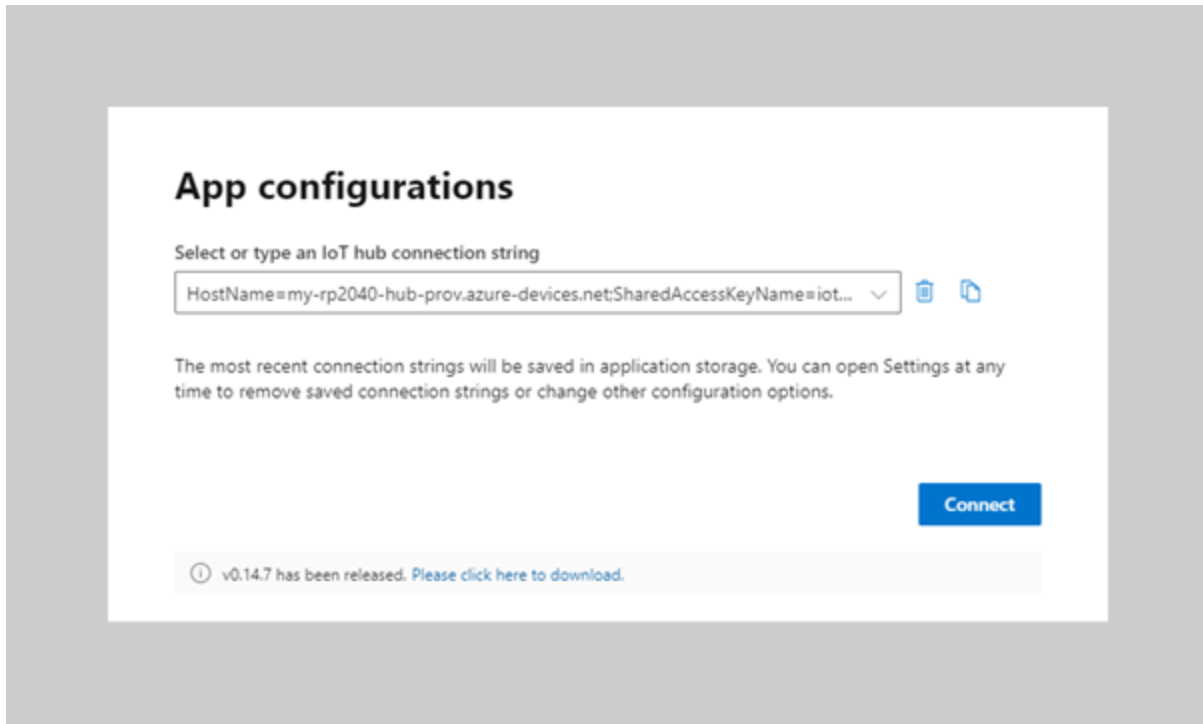 App configurations
Select or type an IoT hub connection string
HostName=my-rp2040-hub-prov.azure-devices.net;SharedAccessKeyName=iot...
The most recent connection strings will be saved in application storage. You can open Settings at any
time to remove saved connection strings or change other configuration options.
Connect
v0.14.7 has been released. Please click here to download.